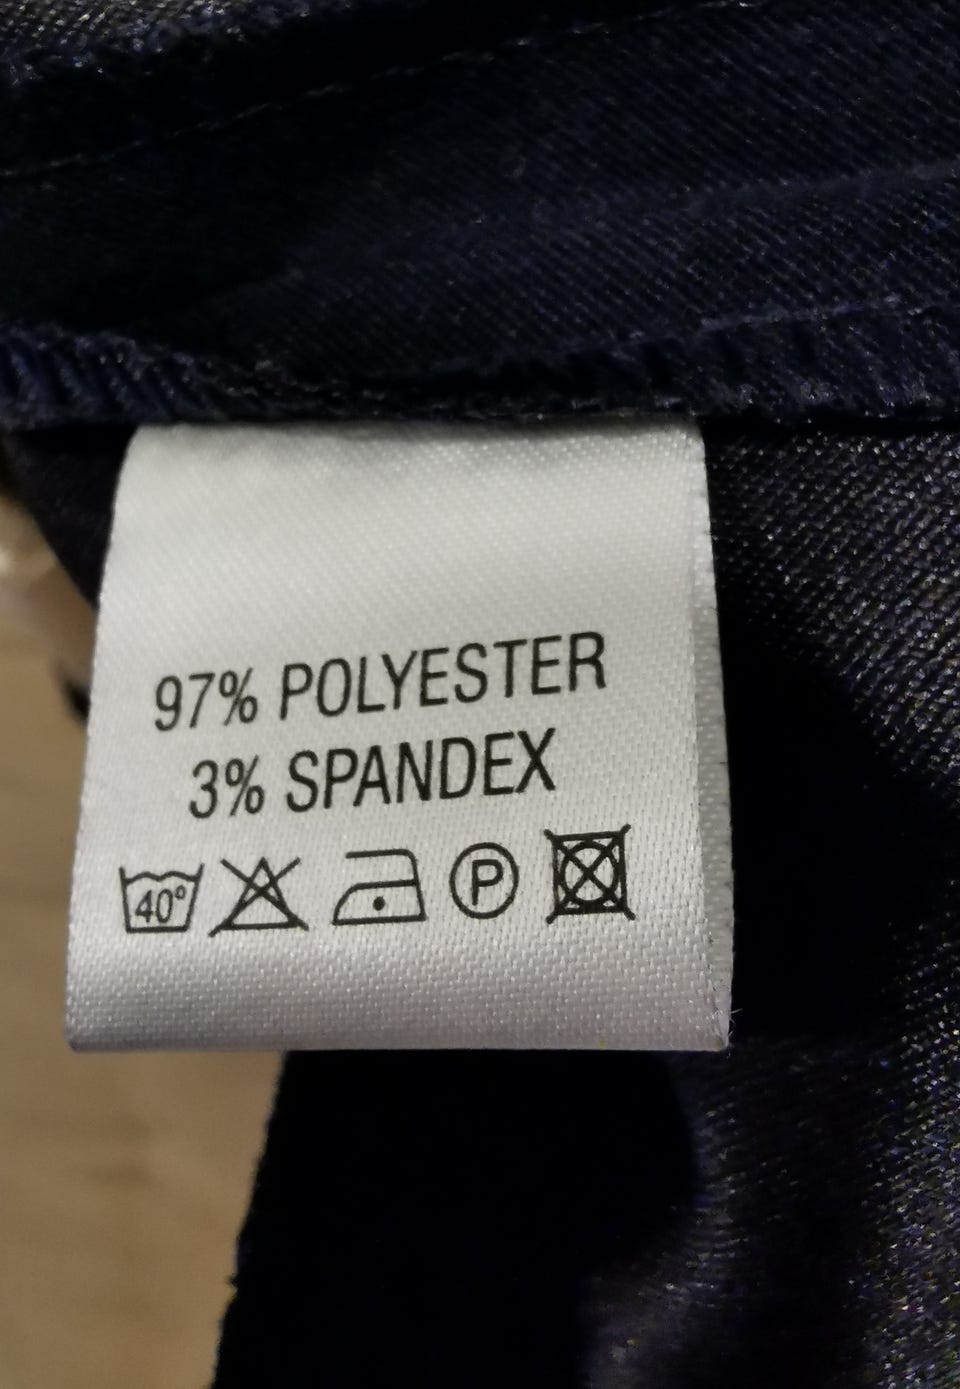 97% POLYESTER
3% SPANDEX
40° P